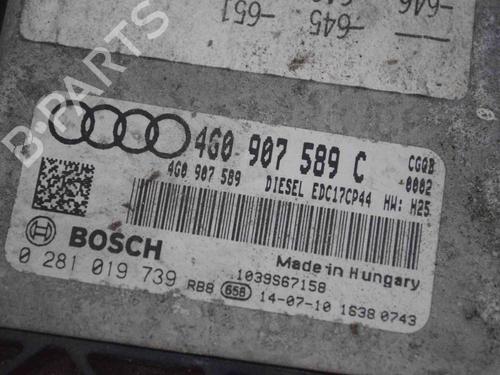 -651
-645
-646
4G0 907 589 C CGQB
4G0 907 589 DIESEL EDC17CP44 HW: H25
0002
BOSCH
Made in Hungary
0 281 019 739
1039S67158
RB8 658 14-07-10 1638 0743
B-PARTS